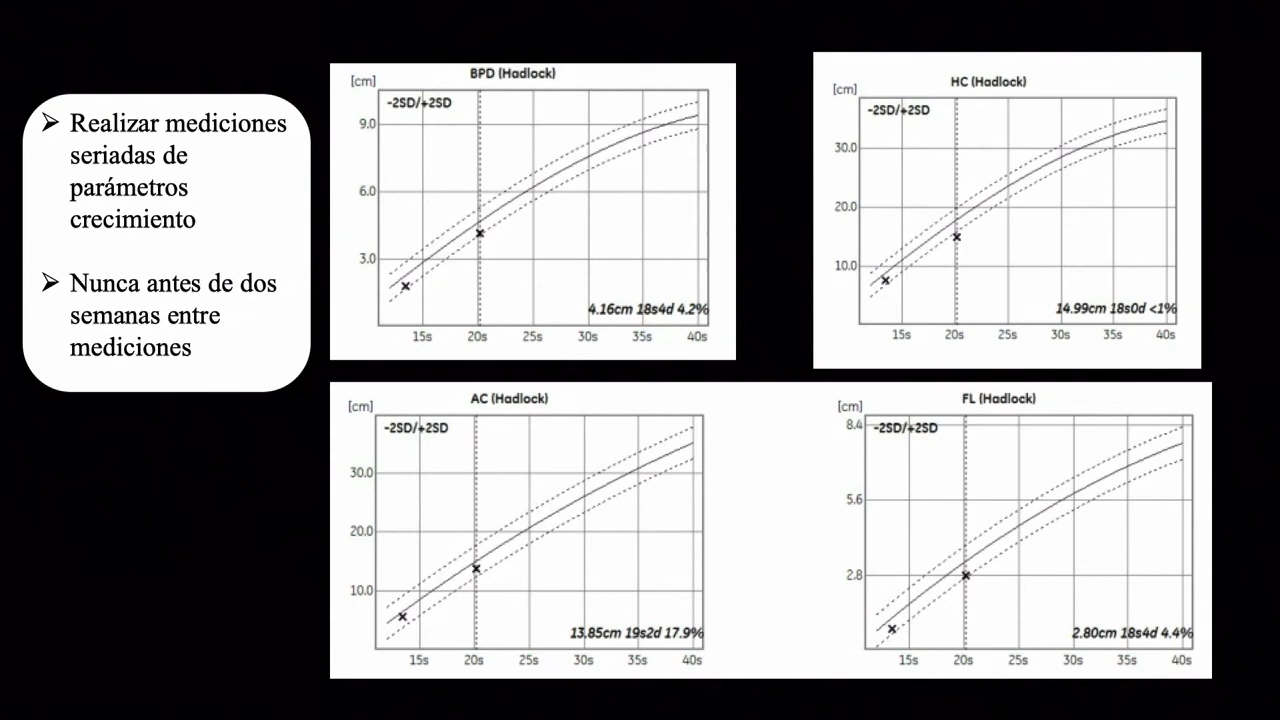 ➢ Realizar mediciones
seriadas de
parámetros
crecimiento
➢ Nunca antes de dos
semanas entre
mediciones
BPD (Hadlock)
[cm]
-2SD/+2SD
9.0
6.0
3.0
4.16cm 18s4d 4.2%
15s 20s 25s 30s 35s 40s
HC (Hadlock)
[cm]
-2SD/+2SD
30.0
20.0
10.0
14.99cm 18s0d <1%
15s 20s 25s 30s 35s 40s
AC (Hadlock)
[cm]
-2SD/+2SD
30.0
20.0
10.0
13.85cm 19s2d 17.9%
15s 20s 25s 30s 35s 40s
FL (Hadlock)
[cm]
8.4
-2SD/+2SD
5.6
2.8
2.80cm 18s4d 4.4%
15s 20s 25s 30s 35s 40s